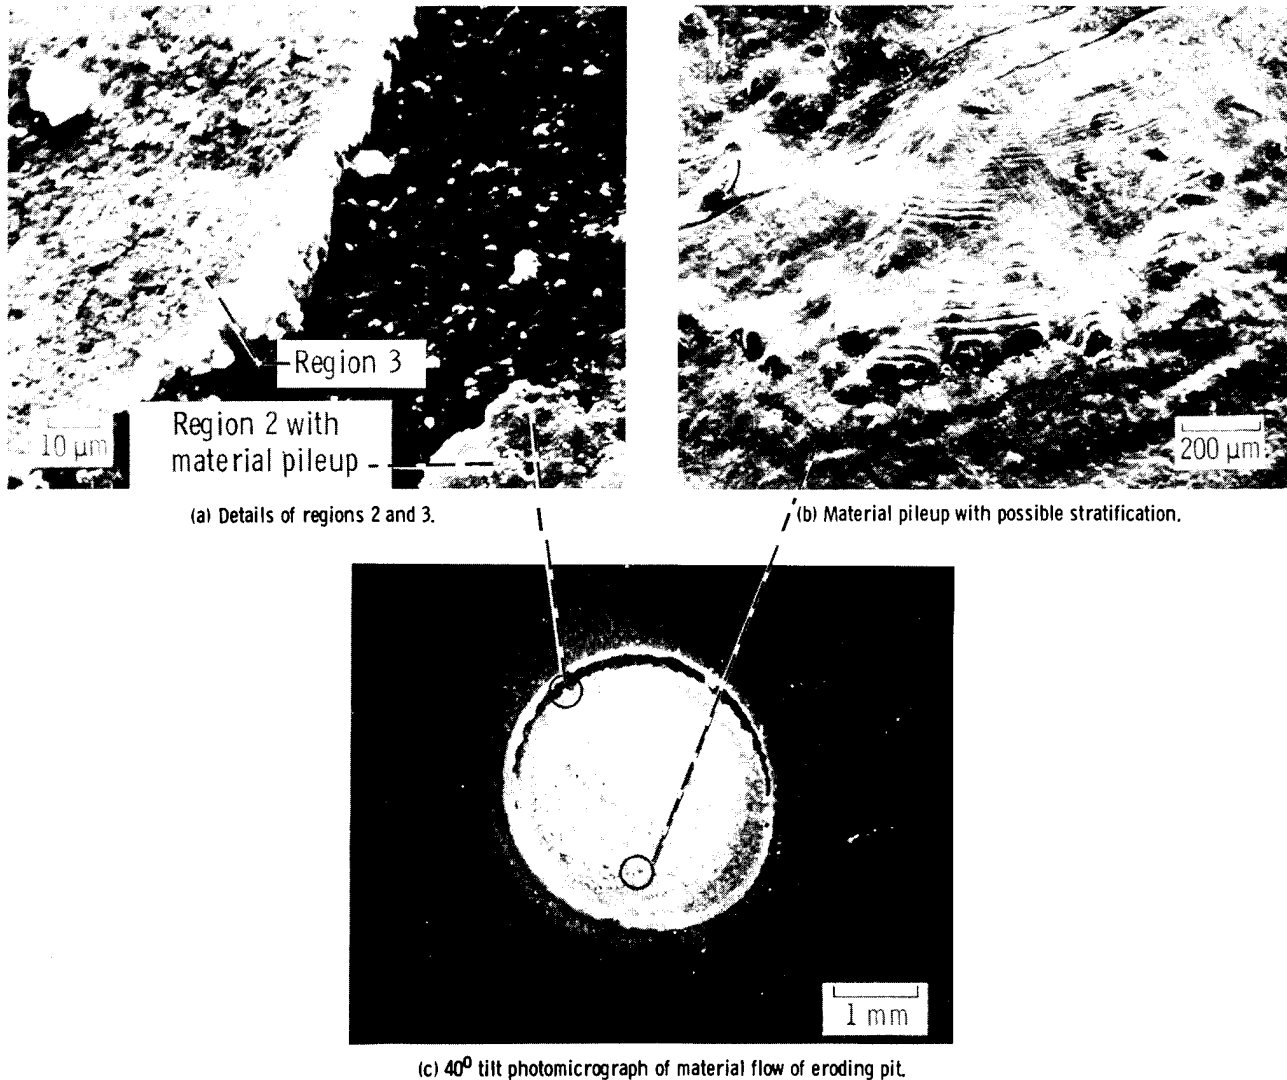 Region 3
10 µm
Region 2 with
material pileup
200 µm
(a) Details of regions 2 and 3.
(b) Material pileup with possible stratification.
1 mm
(c) 40⁰ tilt photomicrograph of material flow of eroding pit.